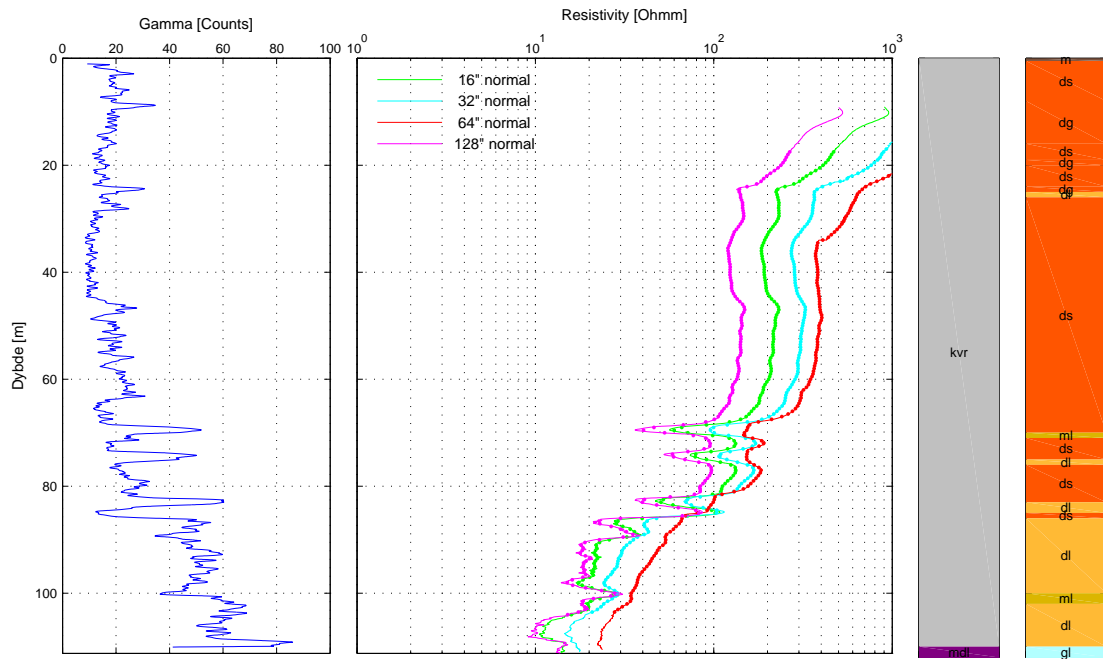 Gamma [Counts]
Resistivity [Ohmm]
0 20 40 60 80 100
10^0 10^1 10^2 10^3
0
20
40
60
80
100
Dybde [m]
16" normal
32" normal
64" normal
128" normal
kvr
mdl
m
ds
dg
ds
dg
ds
dg
dl
ds
ml
ds
dl
ds
dl
ds
dl
ml
dl
gl